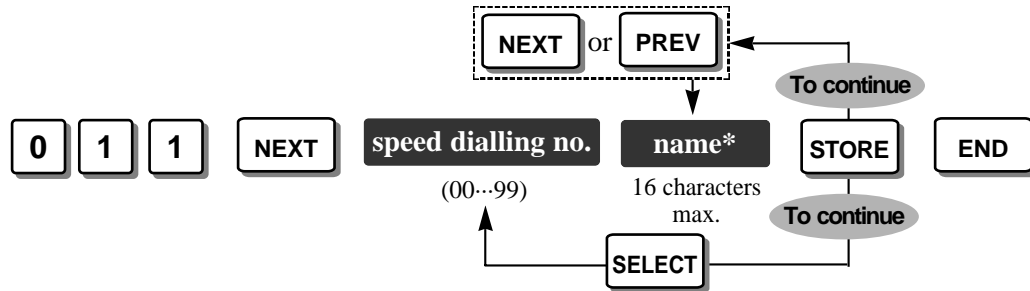 NEXT or PREV
To continue
0 1 1 NEXT speed dialling no. name* STORE END
(00···99) 16 characters
max.
To continue
SELECT